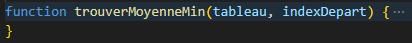 function trouverMoyenneMin(tableau, indexDepart) {···
}